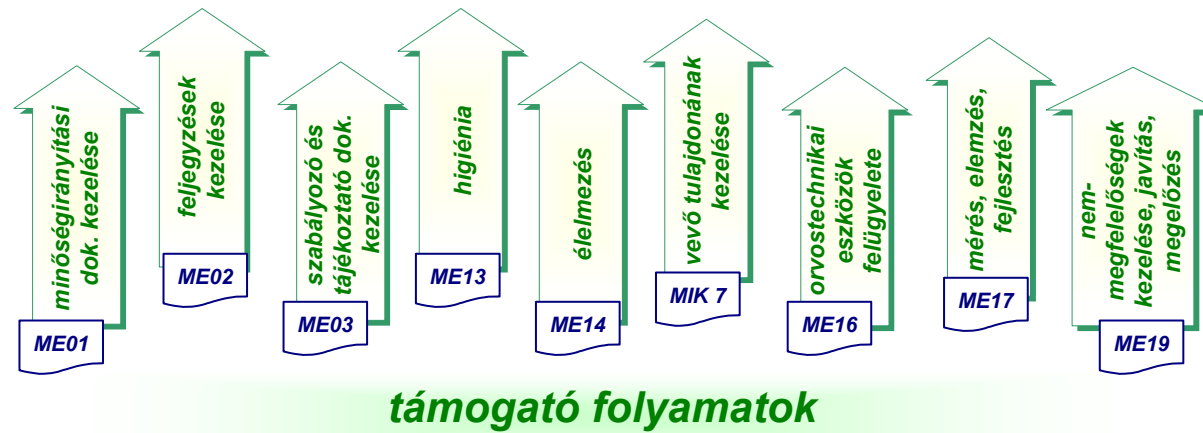 minőségirányítási
dok. kezelése
ME01
feljegyzések
kezelése
ME02
szabályozó és
tájékoztató dok.
kezelése
ME03
higiénia
ME13
élelmezés
ME14
vevő tulajdonának
kezelése
MIK 7
orvostechnikai
eszközök
felügyelete
ME16
mérés, elemzés,
fejlesztés
ME17
nem-
megfelelőségek
kezelése, javítás,
megelőzés
ME19
támogató folyamatok